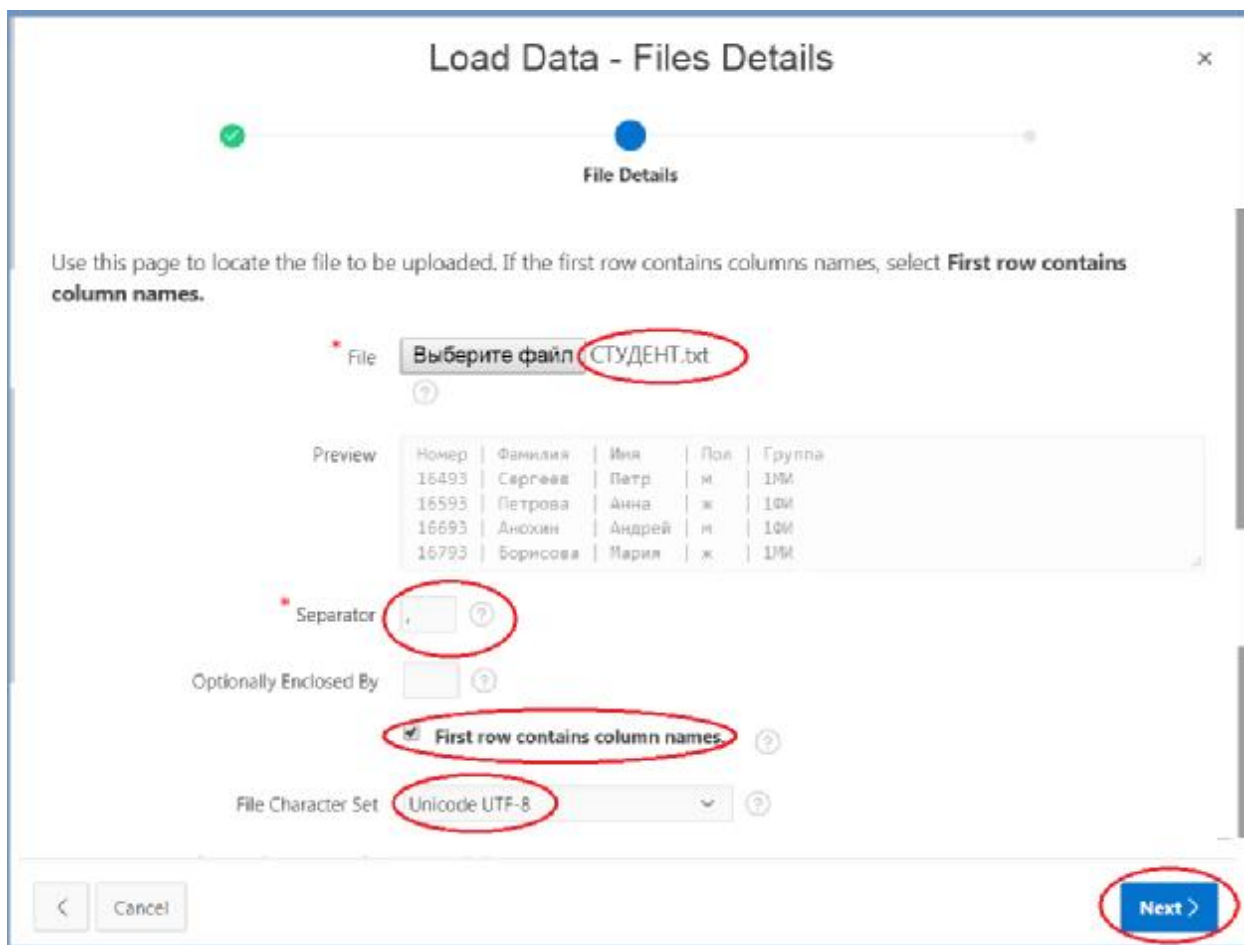 Load Data - Files Details
×
File Details
Use this page to locate the file to be uploaded. If the first row contains columns names, select First row contains
column names.
* File Выберите файл СТУДЕНТ.txt
?
Preview
Номер | Фамилия | Имя | Пол | Группа
16493 | Сергеев | Петр | м | 1МИ
16593 | Петрова | Анна | ж | 1ФИ
16693 | Анохин | Андрей | м | 1ФИ
16793 | Борисова | Мария | ж | 1МИ
* Separator , ?
Optionally Enclosed By ?
First row contains column names. ?
File Character Set Unicode UTF-8 ?
< Cancel Next >